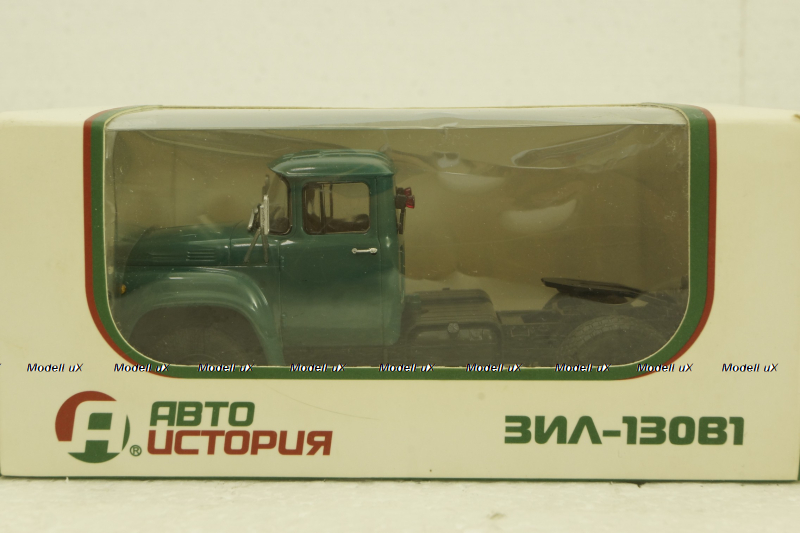 Modell uX Modell uX Modell uX Modell uX Modell uX Modell uX Modell uX Modell uX Modell uX
А®
АВТО
ИСТОРИЯ
ЗИЛ-130В1